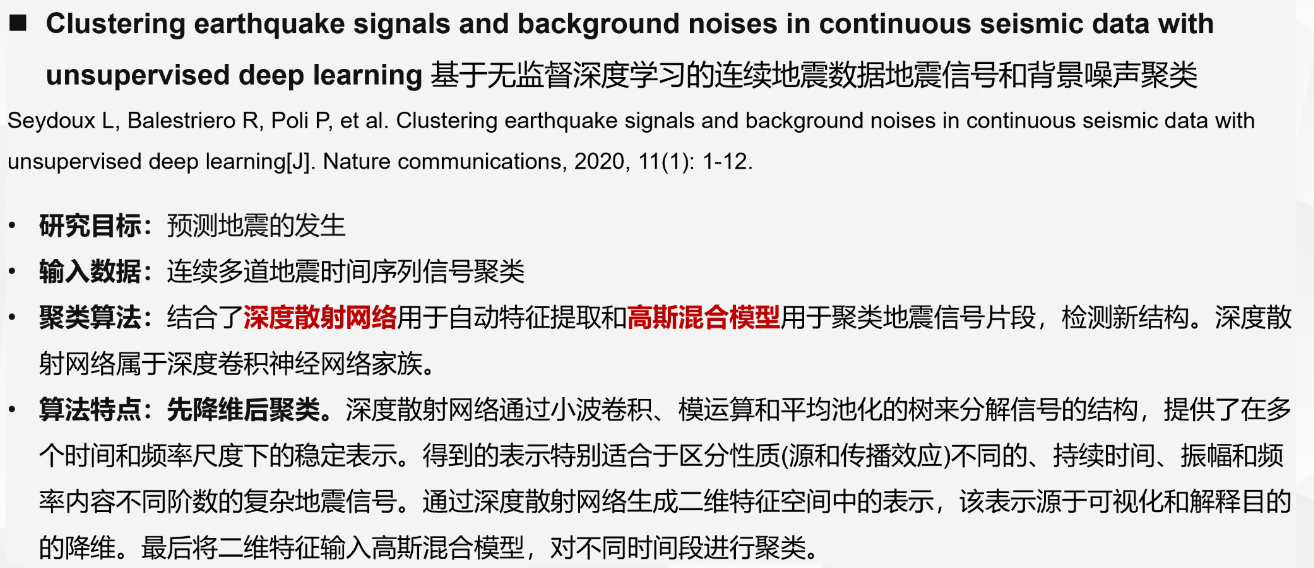 ■ Clustering earthquake signals and background noises in continuous seismic data with
unsupervised deep learning 基于无监督深度学习的连续地震数据地震信号和背景噪声聚类
Seydoux L, Balestriero R, Poli P, et al. Clustering earthquake signals and background noises in continuous seismic data with
unsupervised deep learning[J]. Nature communications, 2020, 11(1): 1-12.
• 研究目标：预测地震的发生
• 输入数据：连续多道地震时间序列信号聚类
• 聚类算法：结合了深度散射网络用于自动特征提取和高斯混合模型用于聚类地震信号片段，检测新结构。深度散
射网络属于深度卷积神经网络家族。
• 算法特点：先降维后聚类。深度散射网络通过小波卷积、模运算和平均池化的树来分解信号的结构，提供了在多
个时间和频率尺度下的稳定表示。得到的表示特别适合于区分性质(源和传播效应)不同的、持续时间、振幅和频
率内容不同阶数的复杂地震信号。通过深度散射网络生成二维特征空间中的表示，该表示源于可视化和解释目的
的降维。最后将二维特征输入高斯混合模型，对不同时间段进行聚类。